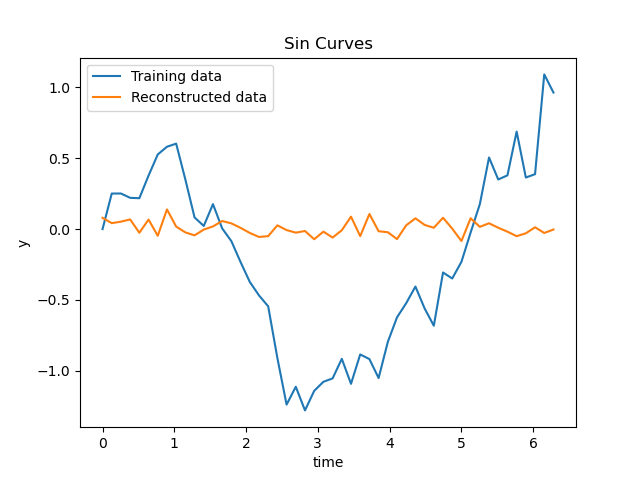 Sin Curves
Training data
Reconstructed data
1.0
0.5
0.0
−0.5
−1.0
y
0 1 2 3 4 5 6
time